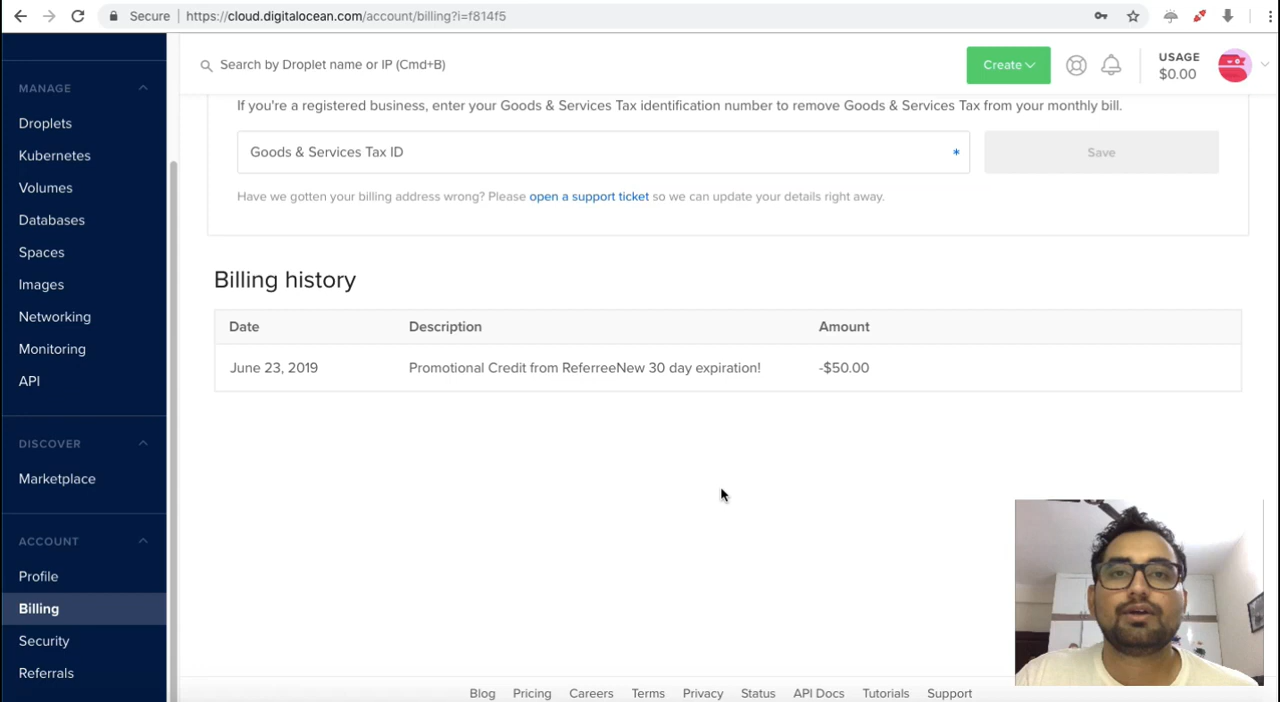 Secure https://cloud.digitalocean.com/account/billing?i=f814f5
Search by Droplet name or IP (Cmd+B)
Create
USAGE
$0.00
MANAGE
Droplets
Kubernetes
Volumes
Databases
Spaces
Images
Networking
Monitoring
API
DISCOVER
Marketplace
ACCOUNT
Profile
Billing
Security
Referrals
If you're a registered business, enter your Goods & Services Tax identification number to remove Goods & Services Tax from your monthly bill.
Goods & Services Tax ID *
Save
Have we gotten your billing address wrong? Please open a support ticket so we can update your details right away.
Billing history
Date Description Amount
June 23, 2019 Promotional Credit from ReferreeNew 30 day expiration! -$50.00
Blog Pricing Careers Terms Privacy Status API Docs Tutorials Support